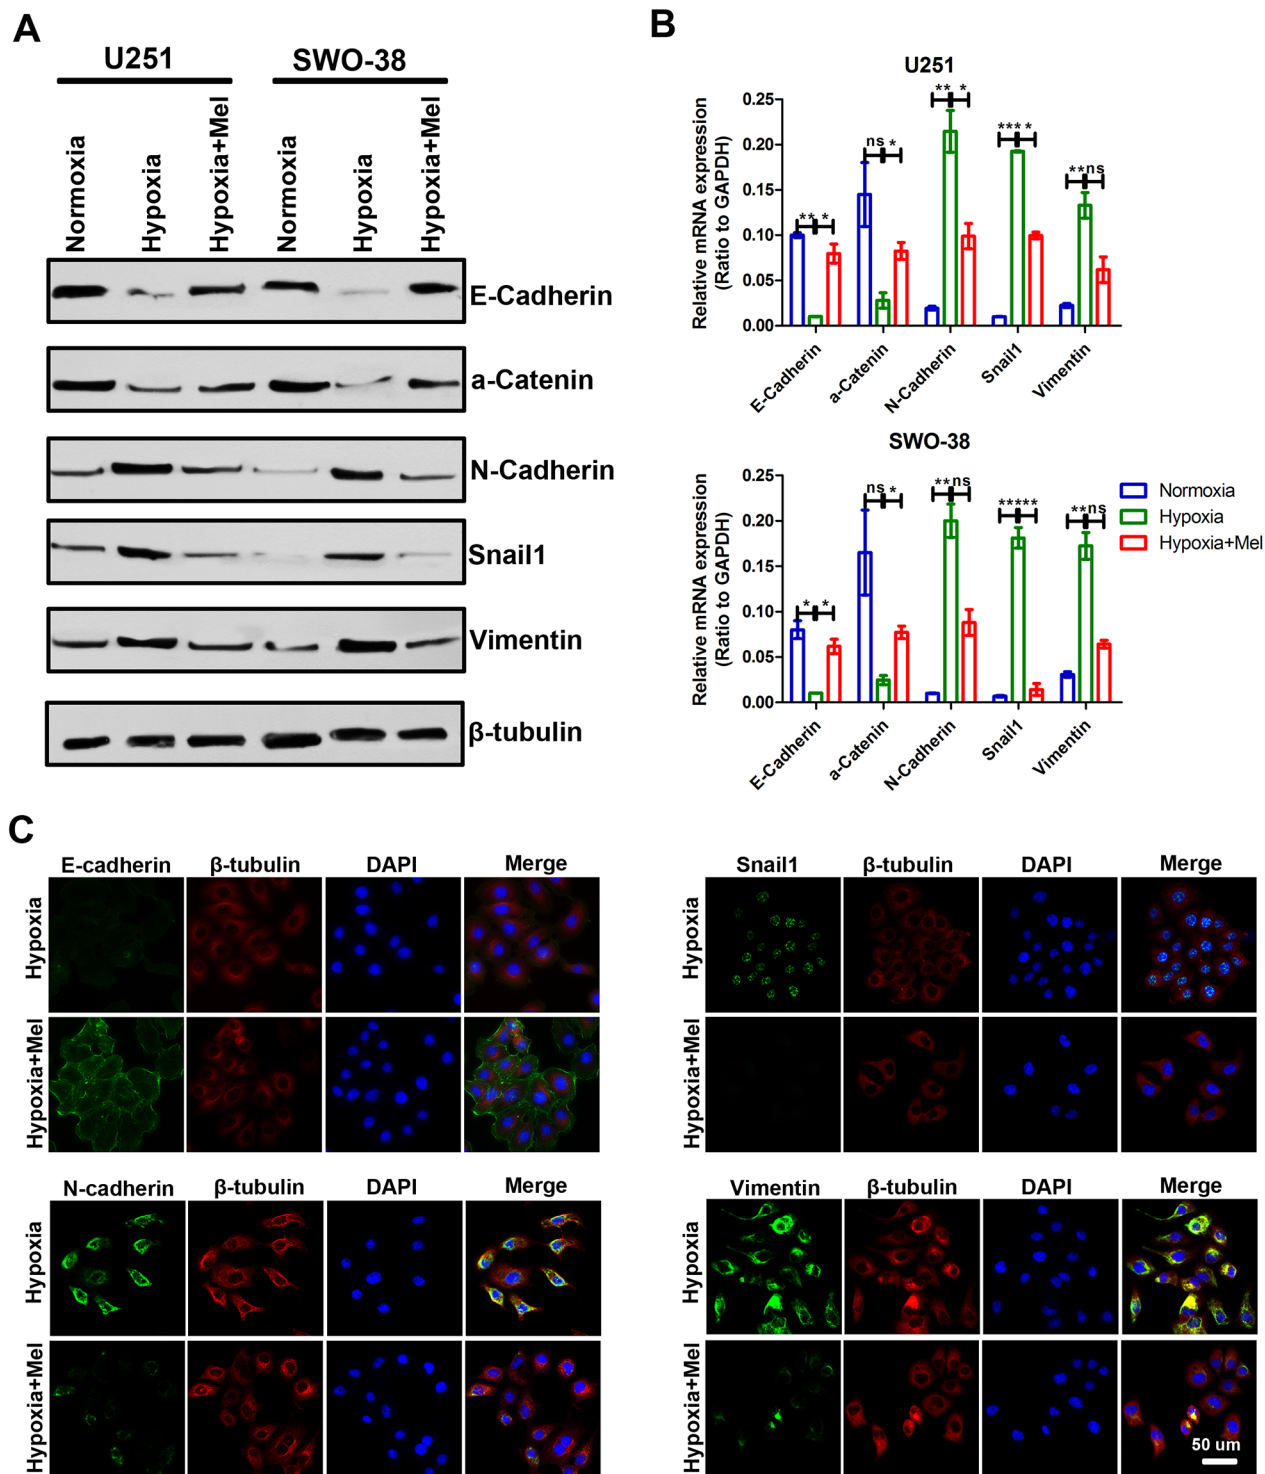 A
U251 SWO-38
Normoxia Hypoxia Hypoxia+Mel Normoxia Hypoxia Hypoxia+Mel
E-Cadherin
a-Catenin
N-Cadherin
Snail1
Vimentin
β-tubulin
B
U251
Relative mRNA expression
(Ratio to GAPDH)
0.25
0.20
0.15
0.10
0.05
0.00
** * ns * ** * *** * ** ns
E-Cadherin a-Catenin N-Cadherin Snail1 Vimentin
SWO-38
Relative mRNA expression
(Ratio to GAPDH)
0.25
0.20
0.15
0.10
0.05
0.00
* * ns * ** ns ***** ** ns
E-Cadherin a-Catenin N-Cadherin Snail1 Vimentin
Normoxia
Hypoxia
Hypoxia+Mel
C
E-cadherin β-tubulin DAPI Merge
Hypoxia
Hypoxia+Mel
Snail1 β-tubulin DAPI Merge
Hypoxia
Hypoxia+Mel
N-cadherin β-tubulin DAPI Merge
Hypoxia
Hypoxia+Mel
Vimentin β-tubulin DAPI Merge
Hypoxia
Hypoxia+Mel
50 um